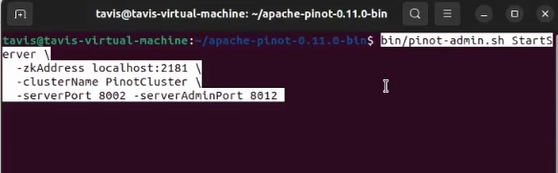 tavis@tavis-virtual-machine: ~/apache-pinot-0.11.0-bin
tavis@tavis-virtual-machine:~/apache-pinot-0.11.0-bin$ bin/pinot-admin.sh StartS
erver \
-zkAddress localhost:2181 \
-clusterName PinotCluster \
-serverPort 8002 -serverAdminPort 8012